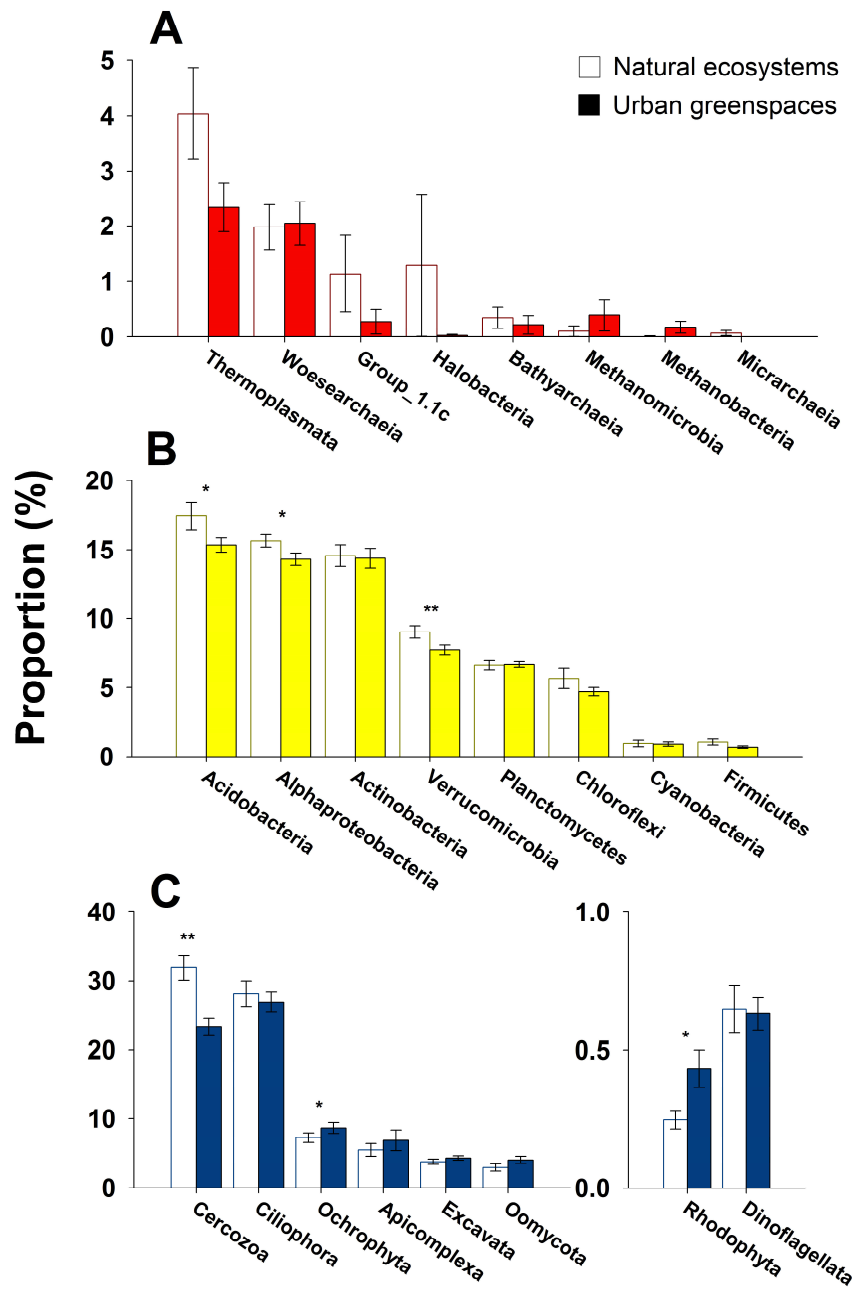 A
5
4
3
2
1
0
Natural ecosystems
Urban greenspaces
Thermoplasmata
Woesearchaeia
Group_1.1c
Halobacteria
Bathyarchaeia
Methanomicrobia
Methanobacteria
Micrarchaeia
Proportion (%)
B
20
15
10
5
0
*
*
**
Acidobacteria
Alphaproteobacteria
Actinobacteria
Verrucomicrobia
Planctomycetes
Chloroflexi
Cyanobacteria
Firmicutes
C
40
30
20
10
0
**
*
Cercozoa
Ciliophora
Ochrophyta
Apicomplexa
Excavata
Oomycota
1.0
0.5
0.0
*
Rhodophyta
Dinoflagellata